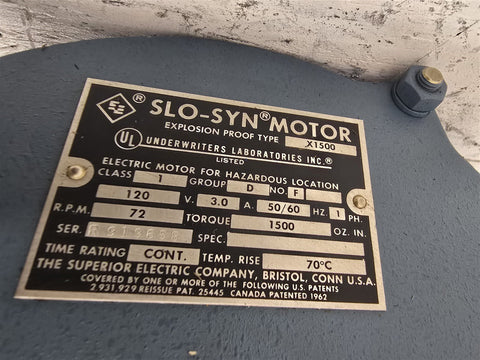 ® SLO-SYN® MOTOR
EXPLOSION PROOF TYPE X1500
UL ® UNDERWRITERS LABORATORIES INC.®
LISTED
ELECTRIC MOTOR FOR HAZARDOUS LOCATION
CLASS 1 GROUP D NO. F
120 V. 3.0 A. 50/60 HZ. 1 PH.
R.P.M. 72 TORQUE 1500 OZ. IN.
SER. SPEC.
TIME RATING CONT. TEMP. RISE 70°C
THE SUPERIOR ELECTRIC COMPANY, BRISTOL, CONN U.S.A.
COVERED BY ONE OR MORE OF THE FOLLOWING U.S. PATENTS
2,931,929 REISSUE PAT. 25445 CANADA PATENTED 1962